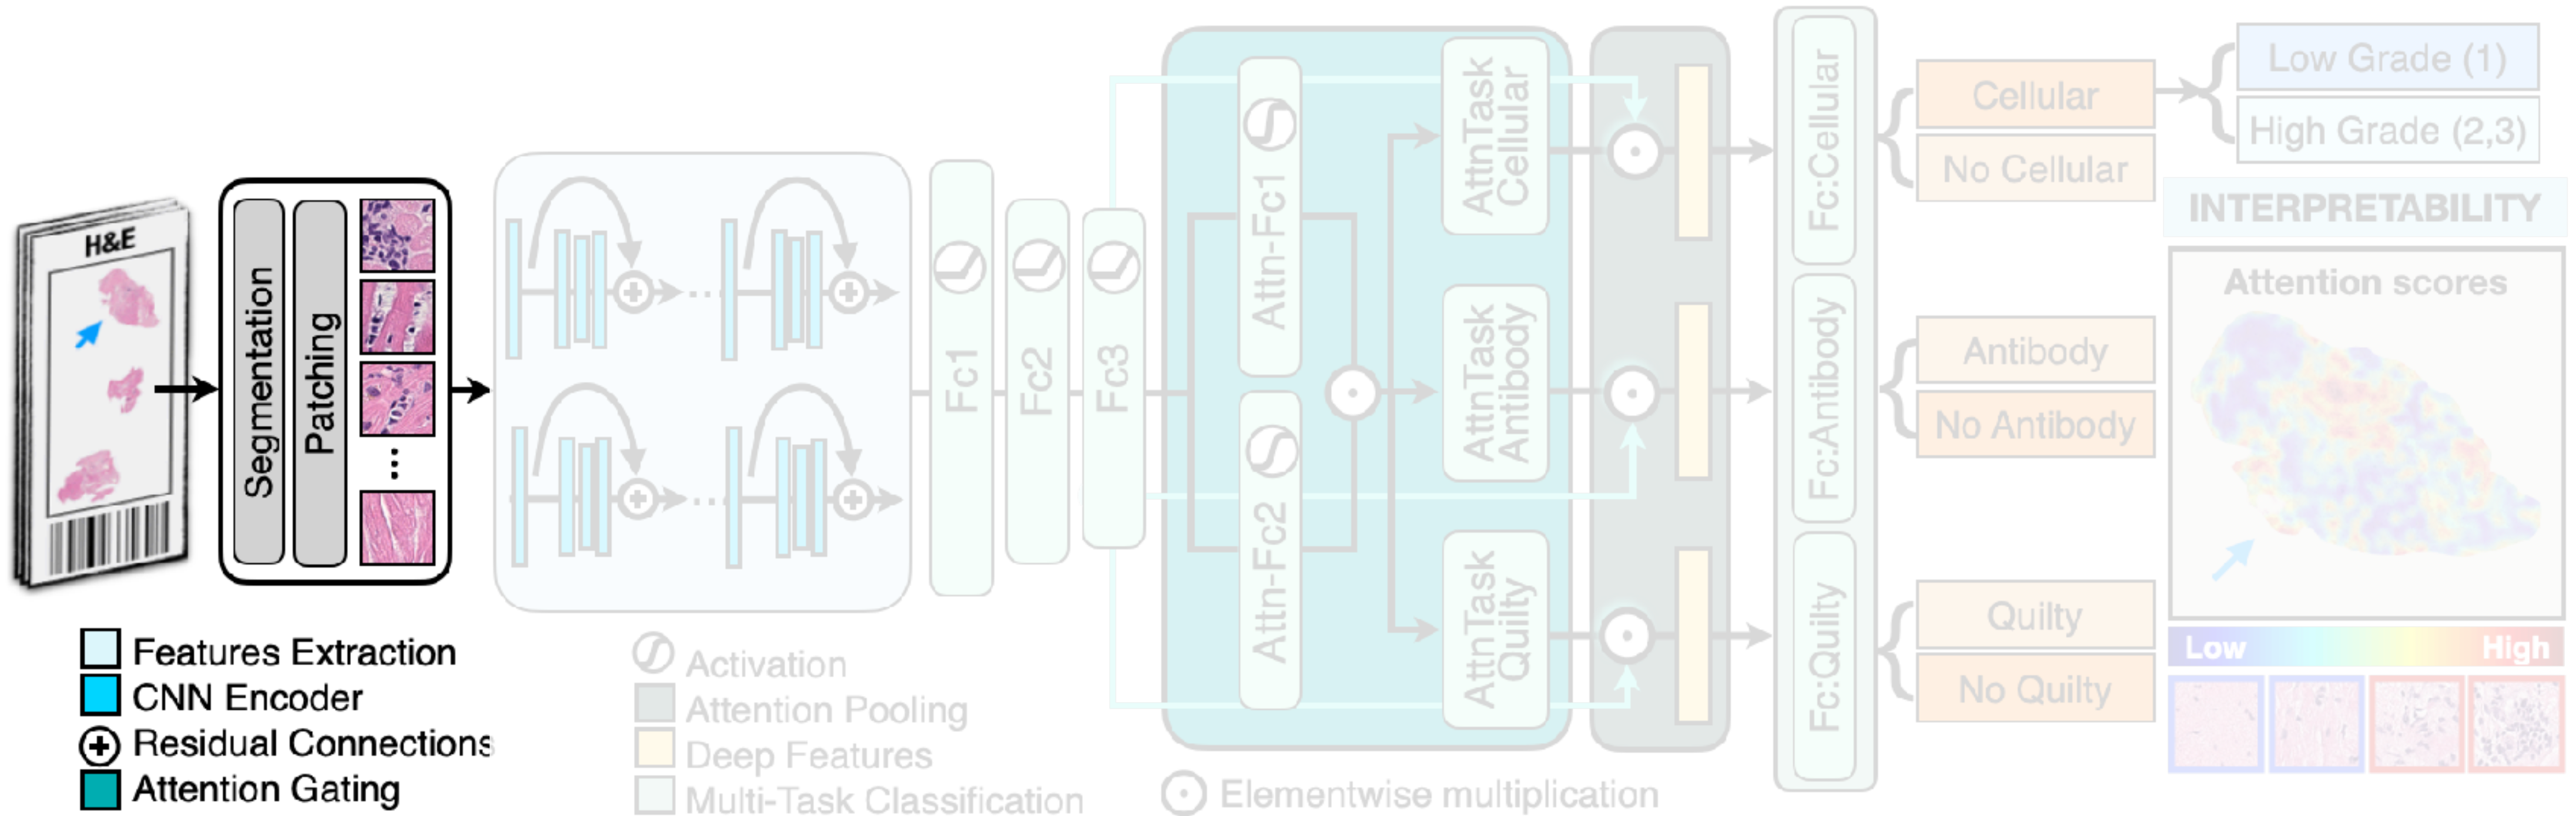 H&E
Segmentation
Patching
Features Extraction
CNN Encoder
Residual Connections
Attention Gating
Fc1
Fc2
Fc3
Activation
Attention Pooling
Deep Features
Multi-Task Classification
Attn-Fc1
Attn-Fc2
AttnTask
Cellular
AttnTask
Antibody
AttnTask
Quilty
Elementwise multiplication
Fc:Cellular
Fc:Antibody
Fc:Quilty
Cellular
No Cellular
Antibody
No Antibody
Quilty
No Quilty
Low Grade (1)
High Grade (2,3)
INTERPRETABILITY
Attention scores
Low
High